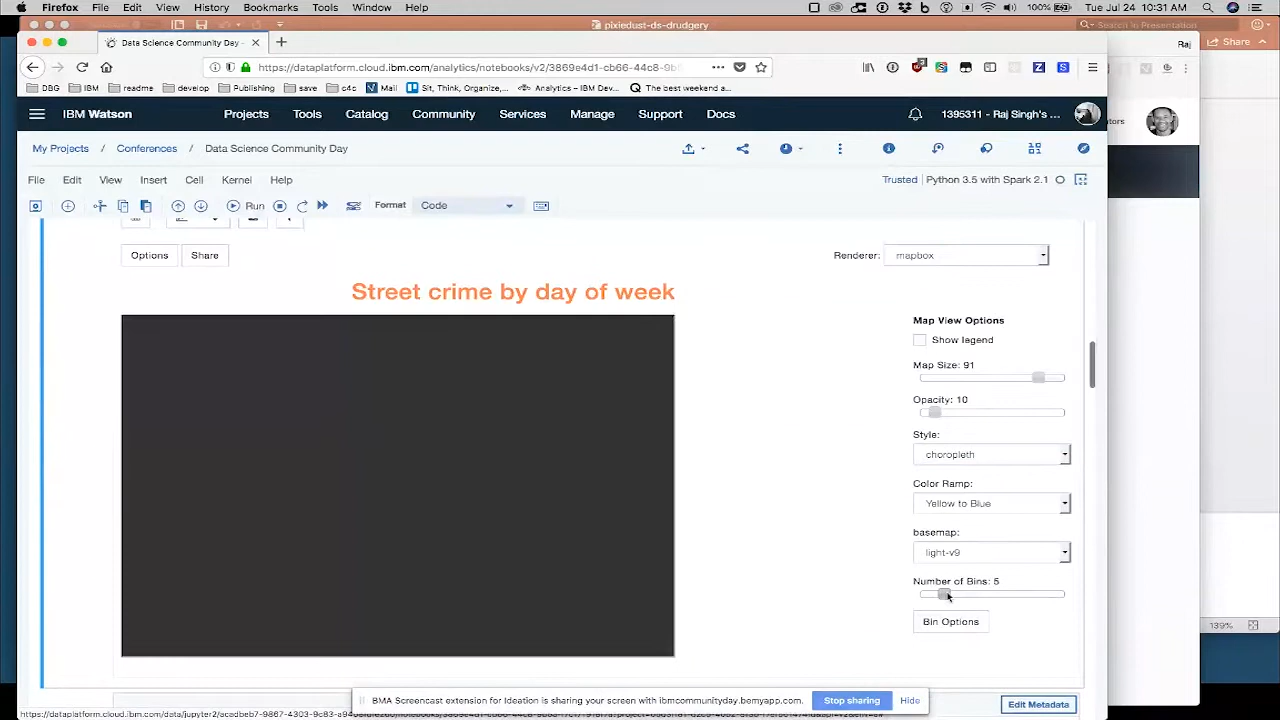 Firefox File Edit View History Bookmarks Tools Window Help 100% Tue Jul 24 10:31 AM
pixiedust-ds-drudgery
Search in Presentation
Data Science Community Day -
Share
Raj
https://dataplatform.cloud.ibm.com/analytics/notebooks/v2/3869e4d1-cb66-44c8-9b
DBG IBM readme develop Publishing save c4c Mail Sit, Think, Organize,... Analytics – IBM Dev... The best weekend a...
IBM Watson Projects Tools Catalog Community Services Manage Support Docs 1395311 - Raj Singh's ...
My Projects / Conferences / Data Science Community Day
File Edit View Insert Cell Kernel Help Trusted Python 3.5 with Spark 2.1
Run Format Code
Options Share Renderer: mapbox
Street crime by day of week
Map View Options
Show legend
Map Size: 91
Opacity: 10
Style:
choropleth
Color Ramp:
Yellow to Blue
basemap:
light-v9
Number of Bins: 5
Bin Options
139%
BMA Screencast extension for Ideation is sharing your screen with ibmcommunityday.bemyapp.com. Stop sharing Hide
Edit Metadata